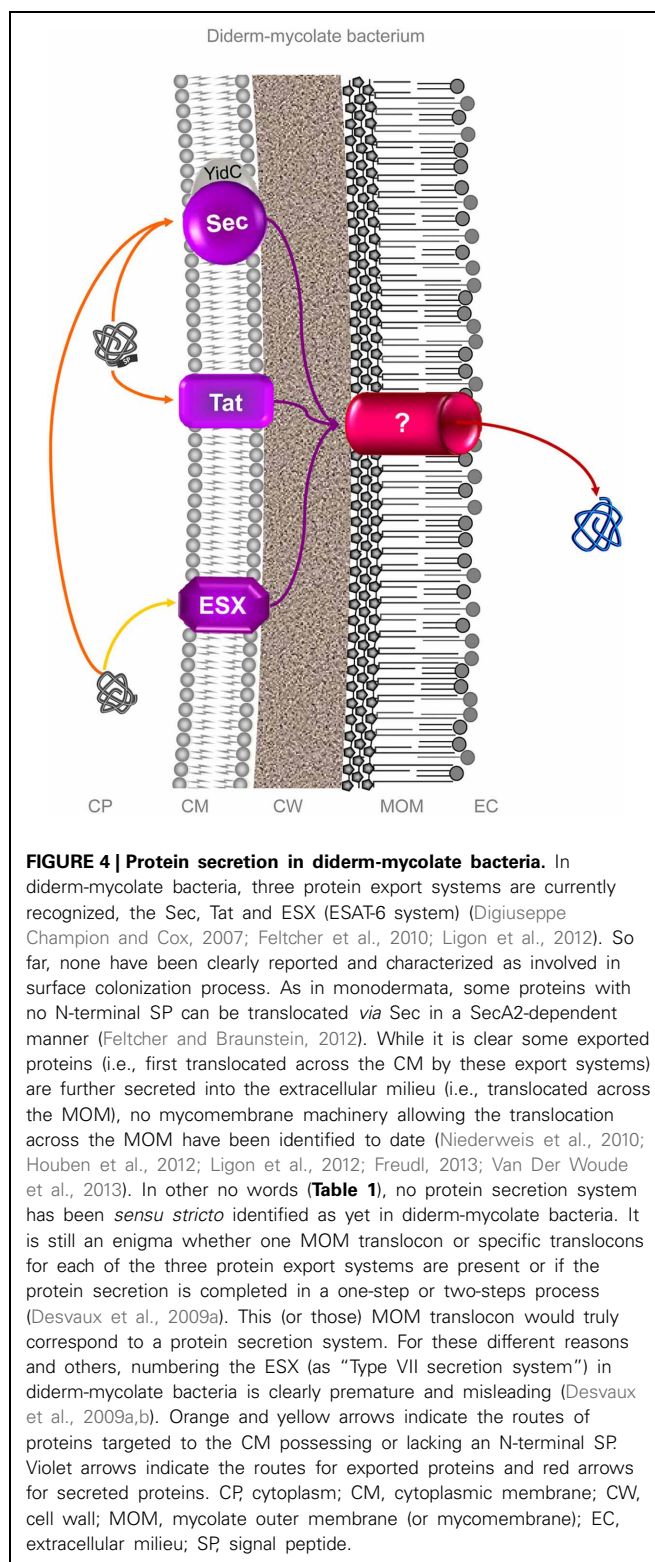 Diderm-mycolate bacterium
YidC
Sec
SP
Tat
?
ESX
CP CM CW MOM EC
FIGURE 4 | Protein secretion in diderm-mycolate bacteria. In
diderm-mycolate bacteria, three protein export systems are currently
recognized, the Sec, Tat and ESX (ESAT-6 system) (Digiuseppe
Champion and Cox, 2007; Feltcher et al., 2010; Ligon et al., 2012). So
far, none have been clearly reported and characterized as involved in
surface colonization process. As in monodermata, some proteins with
no N-terminal SP can be translocated via Sec in a SecA2-dependent
manner (Feltcher and Braunstein, 2012). While it is clear some exported
proteins (i.e., first translocated across the CM by these export systems)
are further secreted into the extracellular milieu (i.e., translocated across
the MOM), no mycomembrane machinery allowing the translocation
across the MOM have been identified to date (Niederweis et al., 2010;
Houben et al., 2012; Ligon et al., 2012; Freudl, 2013; Van Der Woude
et al., 2013). In other no words (Table 1), no protein secretion system
has been sensu stricto identified as yet in diderm-mycolate bacteria. It
is still an enigma whether one MOM translocon or specific translocons
for each of the three protein export systems are present or if the
protein secretion is completed in a one-step or two-steps process
(Desvaux et al., 2009a). This (or those) MOM translocon would truly
correspond to a protein secretion system. For these different reasons
and others, numbering the ESX (as “Type VII secretion system”) in
diderm-mycolate bacteria is clearly premature and misleading (Desvaux
et al., 2009a,b). Orange and yellow arrows indicate the routes of
proteins targeted to the CM possessing or lacking an N-terminal SP.
Violet arrows indicate the routes for exported proteins and red arrows
for secreted proteins. CP, cytoplasm; CM, cytoplasmic membrane; CW,
cell wall; MOM, mycolate outer membrane (or mycomembrane); EC,
extracellular milieu; SP, signal peptide.